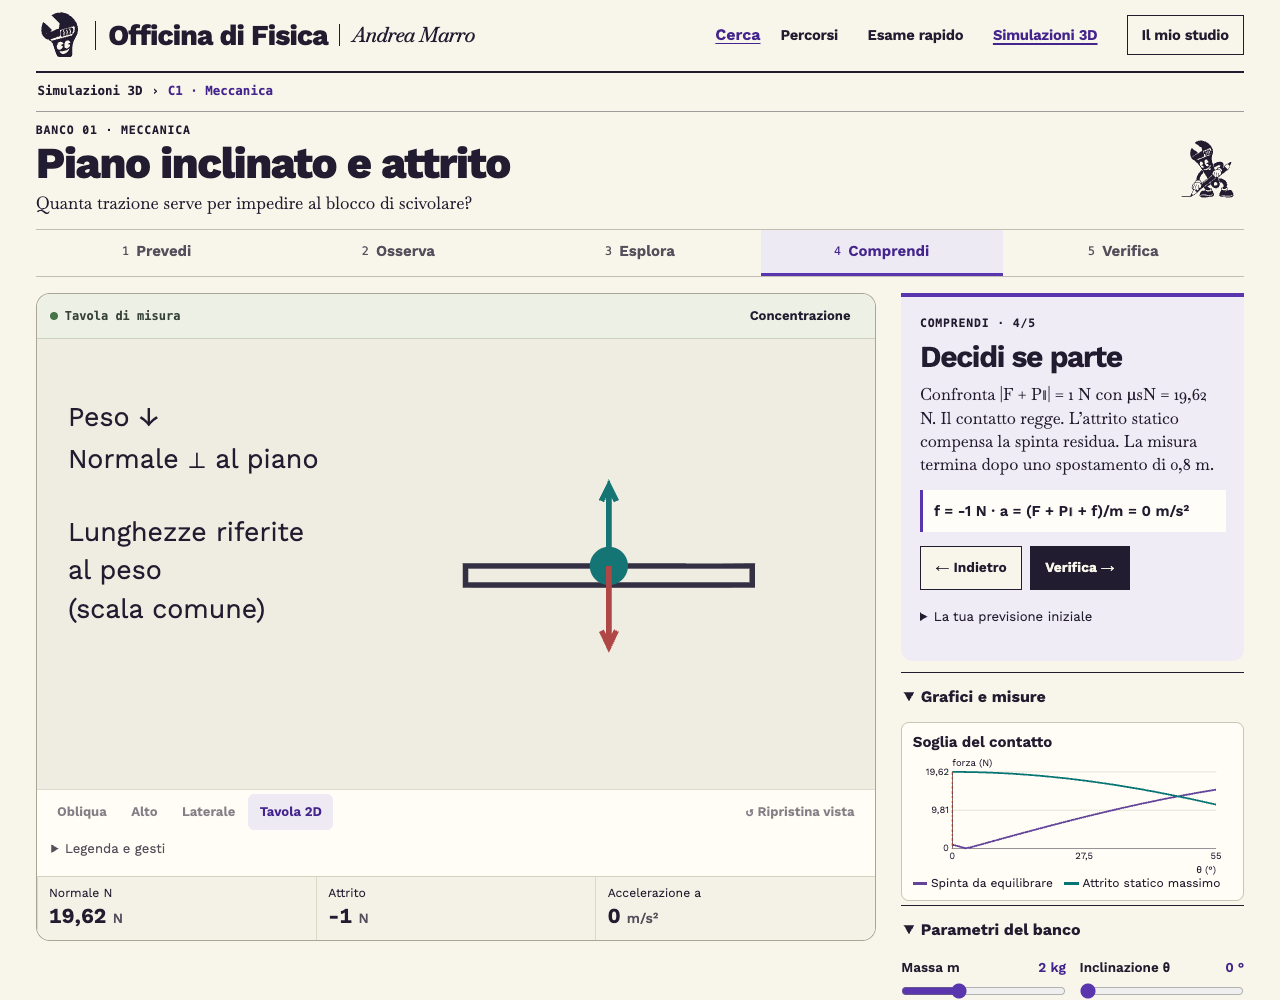 Officina di Fisica
Andrea Marro
Cerca
Percorsi
Esame rapido
Simulazioni 3D
Il mio studio
Simulazioni 3D › C1 · Meccanica
BANCO 01 · MECCANICA
Piano inclinato e attrito
Quanta trazione serve per impedire al blocco di scivolare?
1 Prevedi
2 Osserva
3 Esplora
4 Comprendi
5 Verifica
Tavola di misura
Concentrazione
Peso ↓
Normale ⊥ al piano
Lunghezze riferite
al peso
(scala comune)
Obliqua
Alto
Laterale
Tavola 2D
↺ Ripristina vista
▶ Legenda e gesti
Normale N
19,62 N
Attrito
-1 N
Accelerazione a
0 m/s²
COMPRENDI · 4/5
Decidi se parte
Confronta |F + P∥| = 1 N con μsN = 19,62
N. Il contatto regge. L’attrito statico
compensa la spinta residua. La misura
termina dopo uno spostamento di 0,8 m.
f = -1 N · a = (F + P∥ + f)/m = 0 m/s²
← Indietro
Verifica →
▶ La tua previsione iniziale
▼ Grafici e misure
Soglia del contatto
forza (N)
19,62
9,81
0
0
27,5
55
θ (°)
Spinta da equilibrare
Attrito statico massimo
▼ Parametri del banco
Massa m
2 kg
Inclinazione θ
0 °